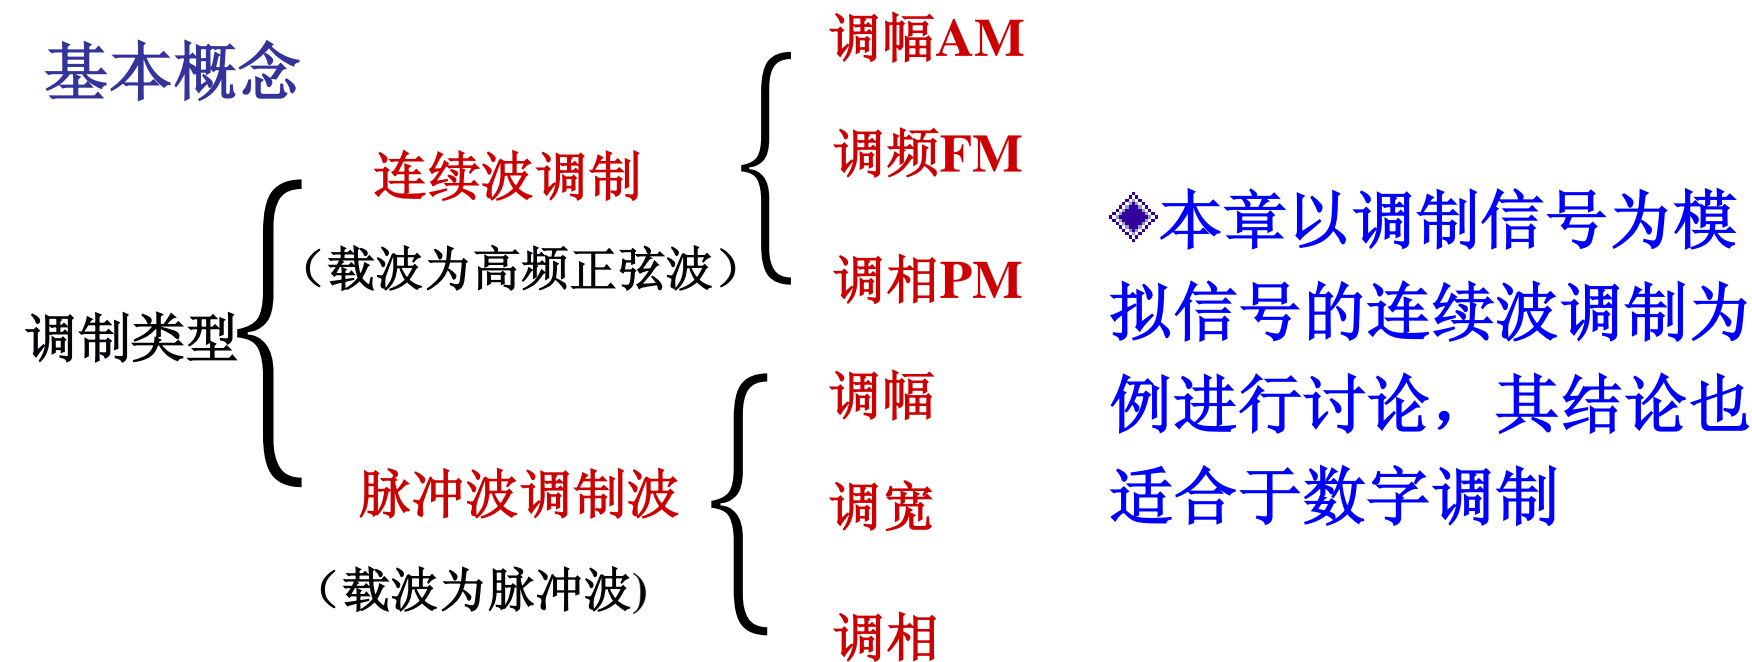 基本概念
调幅AM
调频FM
连续波调制
（载波为高频正弦波）
调相PM
调制类型
调幅
脉冲波调制波
调宽
（载波为脉冲波)
调相
本章以调制信号为模
拟信号的连续波调制为
例进行讨论，其结论也
适合于数字调制